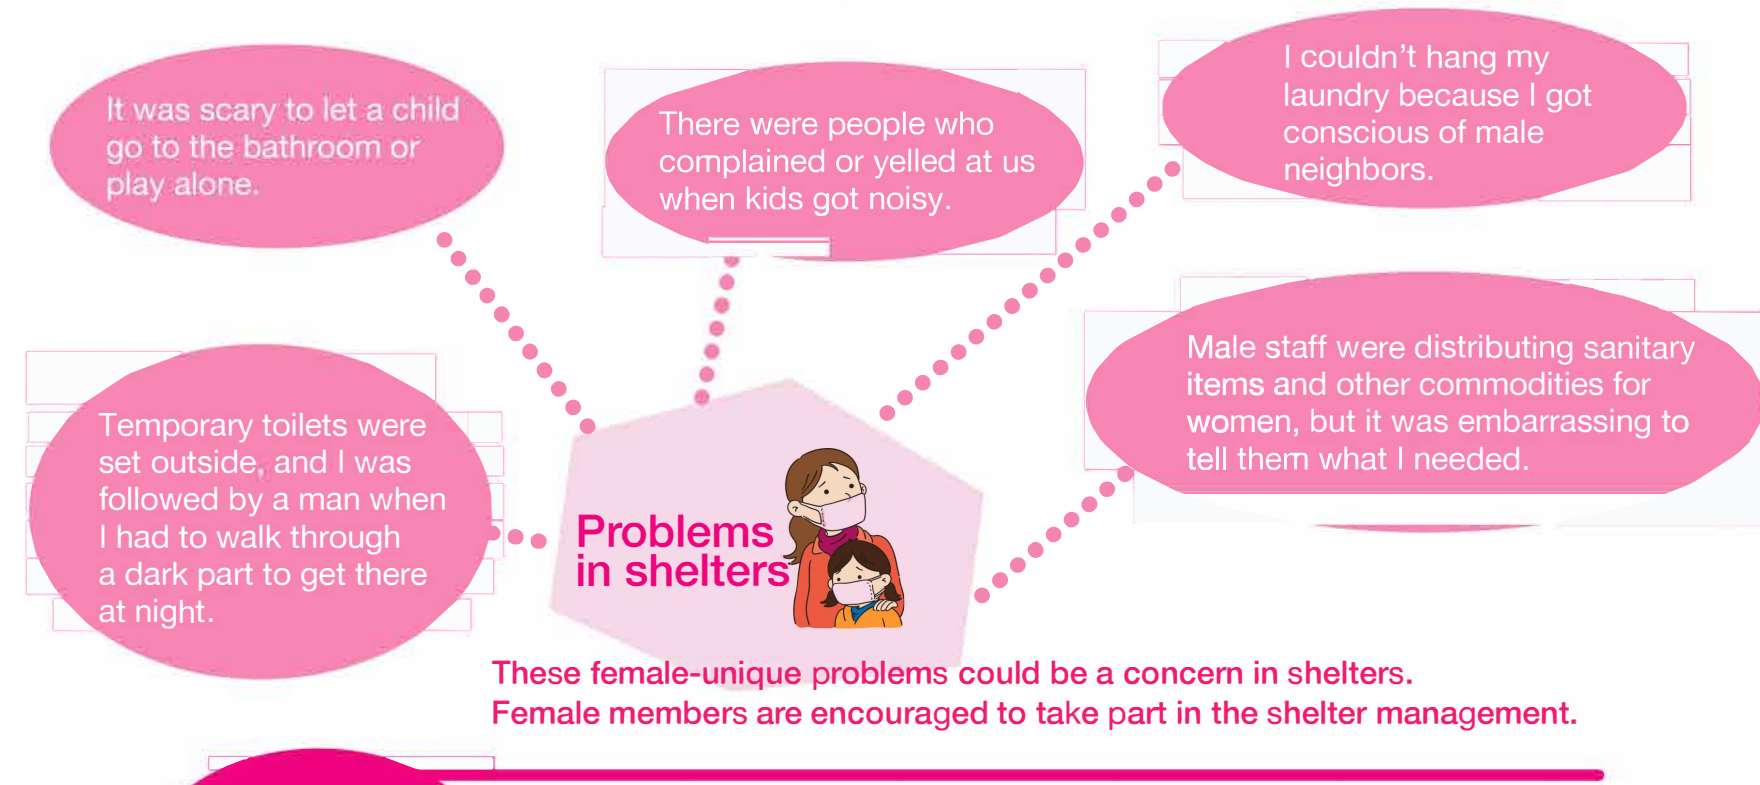 It was scary to let a child
go to the bathroom or
play alone.
There were people who
complained or yelled at us
when kids got noisy.
I couldn't hang my
laundry because I got
conscious of male
neighbors.
Temporary toilets were
set outside, and I was
followed by a man when
I had to walk through
a dark part to get there
at night.
Male staff were distributing sanitary
items and other commodities for
women, but it was embarrassing to
tell them what I needed.
Problems
in shelters
These female-unique problems could be a concern in shelters.
Female members are encouraged to take part in the shelter management.